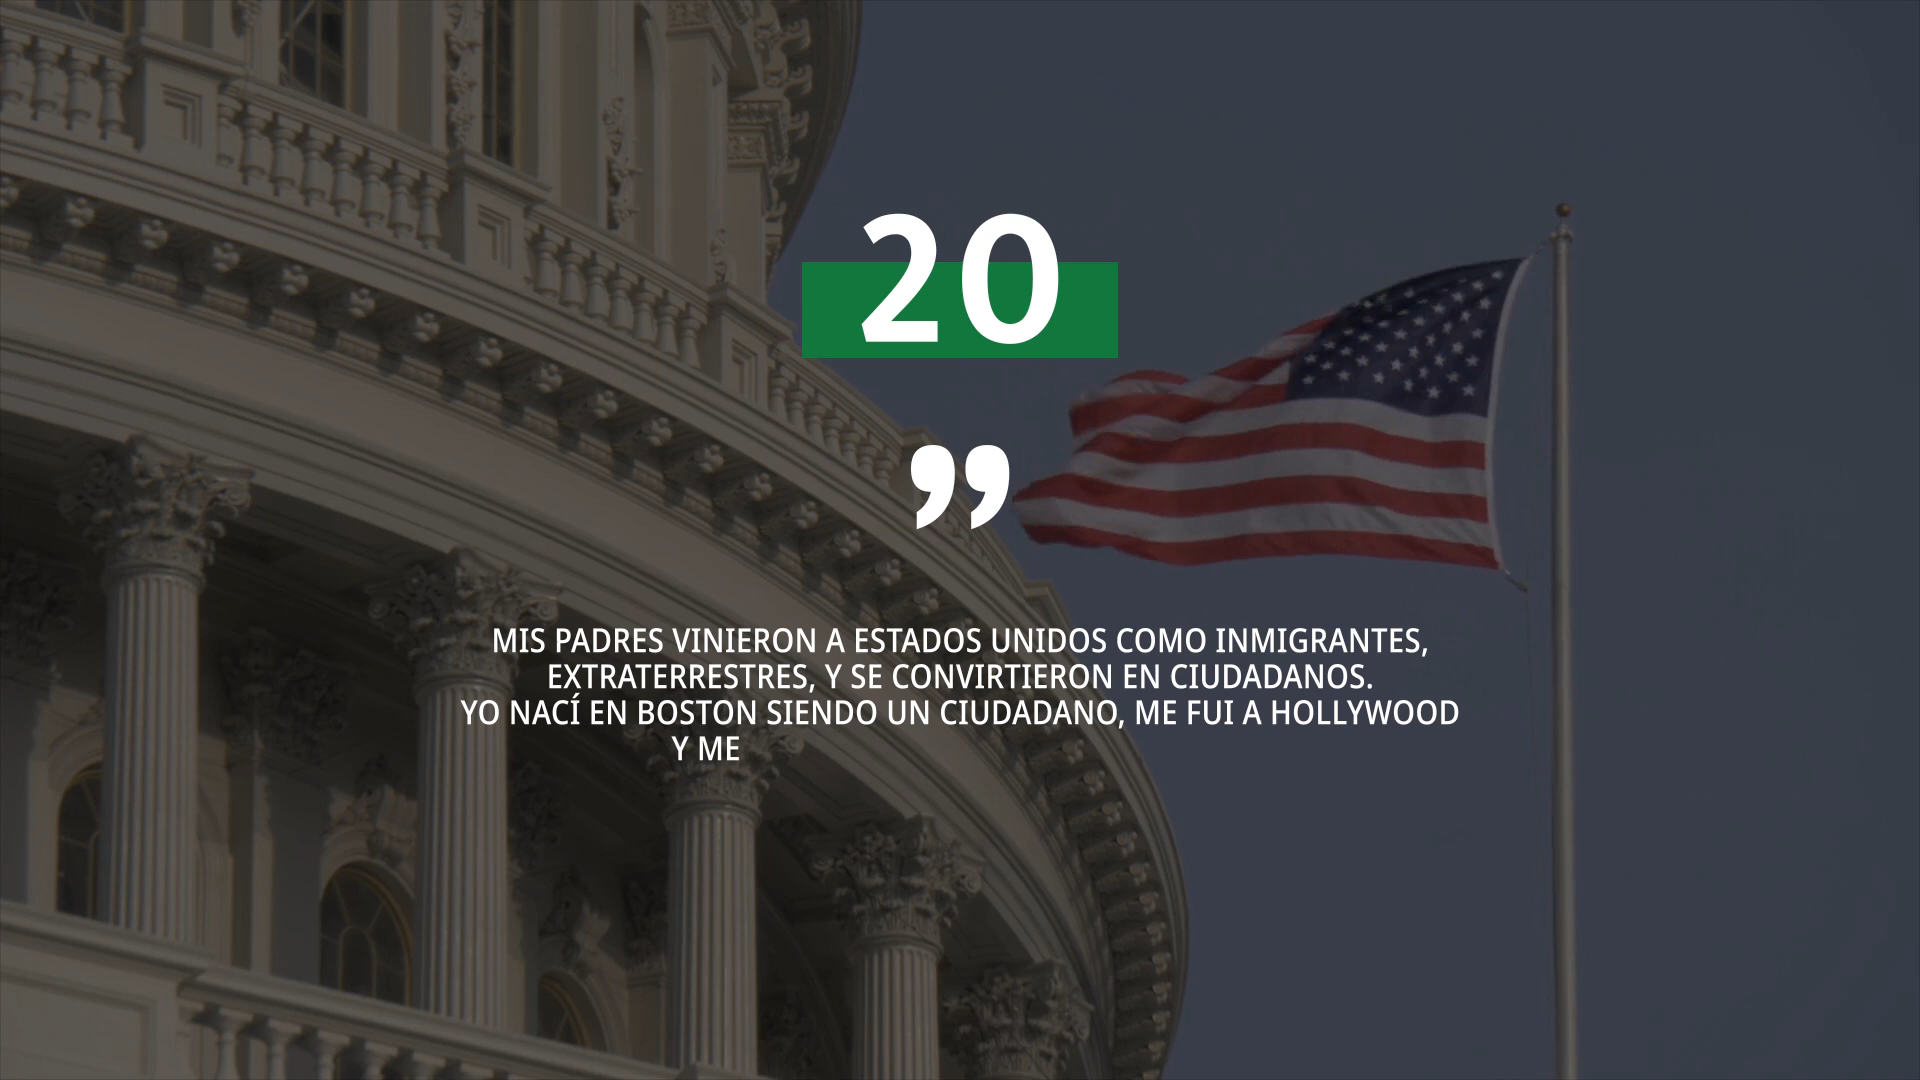 20
”
MIS PADRES VINIERON A ESTADOS UNIDOS COMO INMIGRANTES,
EXTRATERRESTRES, Y SE CONVIRTIERON EN CIUDADANOS.
YO NACÍ EN BOSTON SIENDO UN CIUDADANO, ME FUI A HOLLYWOOD
Y ME